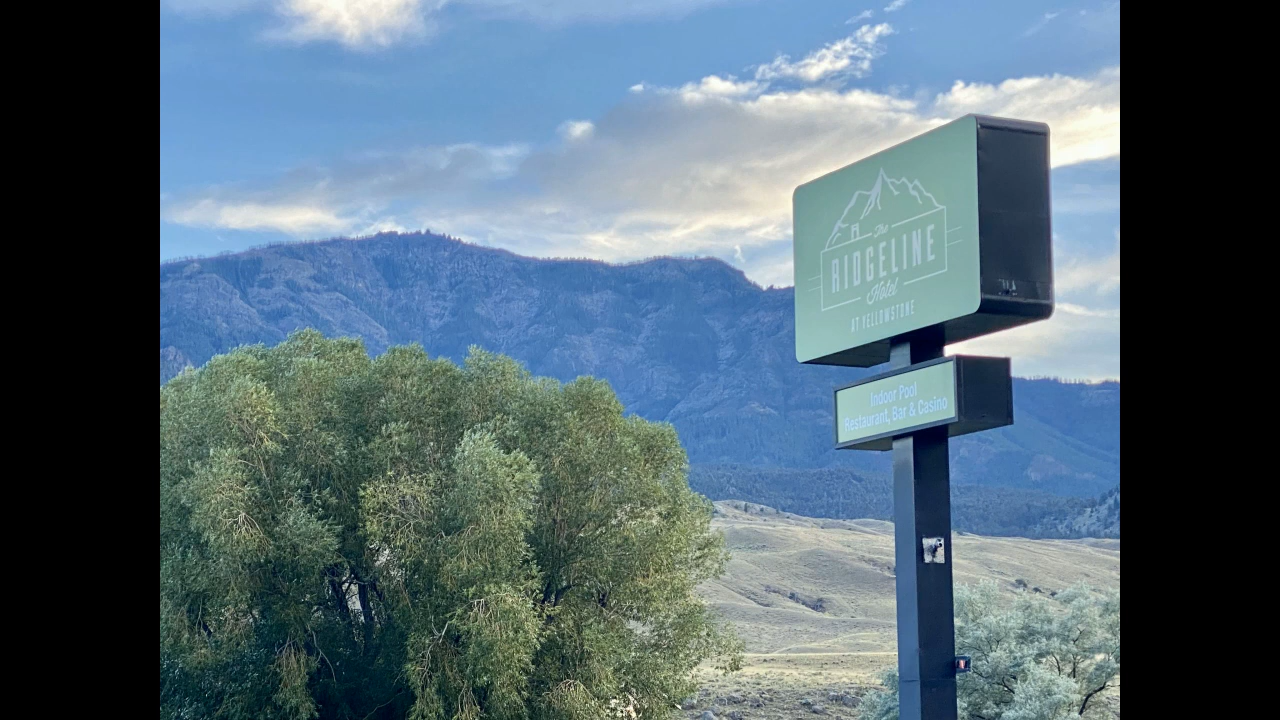 The
RIDGELINE
Hotel
AT YELLOWSTONE
Indoor Pool
Restaurant, Bar & Casino